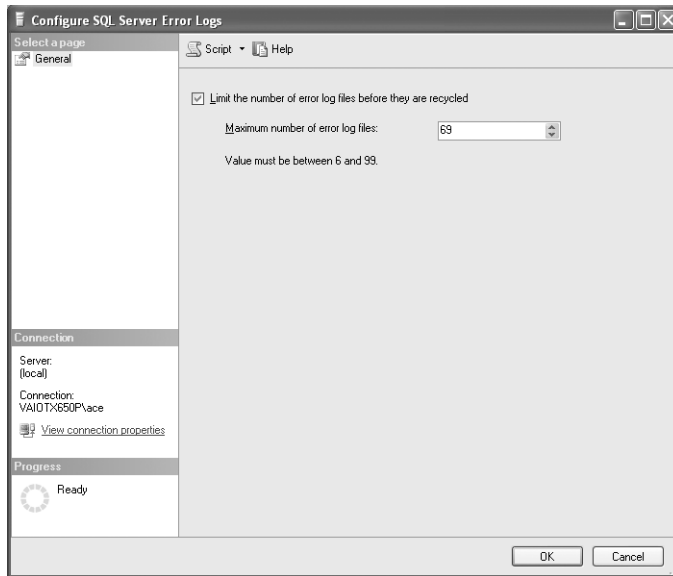 Configure SQL Server Error Logs
Select a page
General
Script Help
Limit the number of error log files before they are recycled
Maximum number of error log files: 69
Value must be between 6 and 99.
Connection
Server:
(local)
Connection:
VAIOTX650P\ace
View connection properties
Progress
Ready
OK Cancel